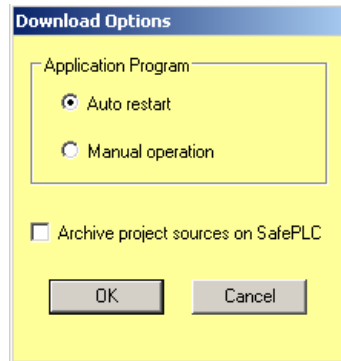 Download Options
Application Program
Auto restart
Manual operation
Archive project sources on SafePLC
OK
Cancel